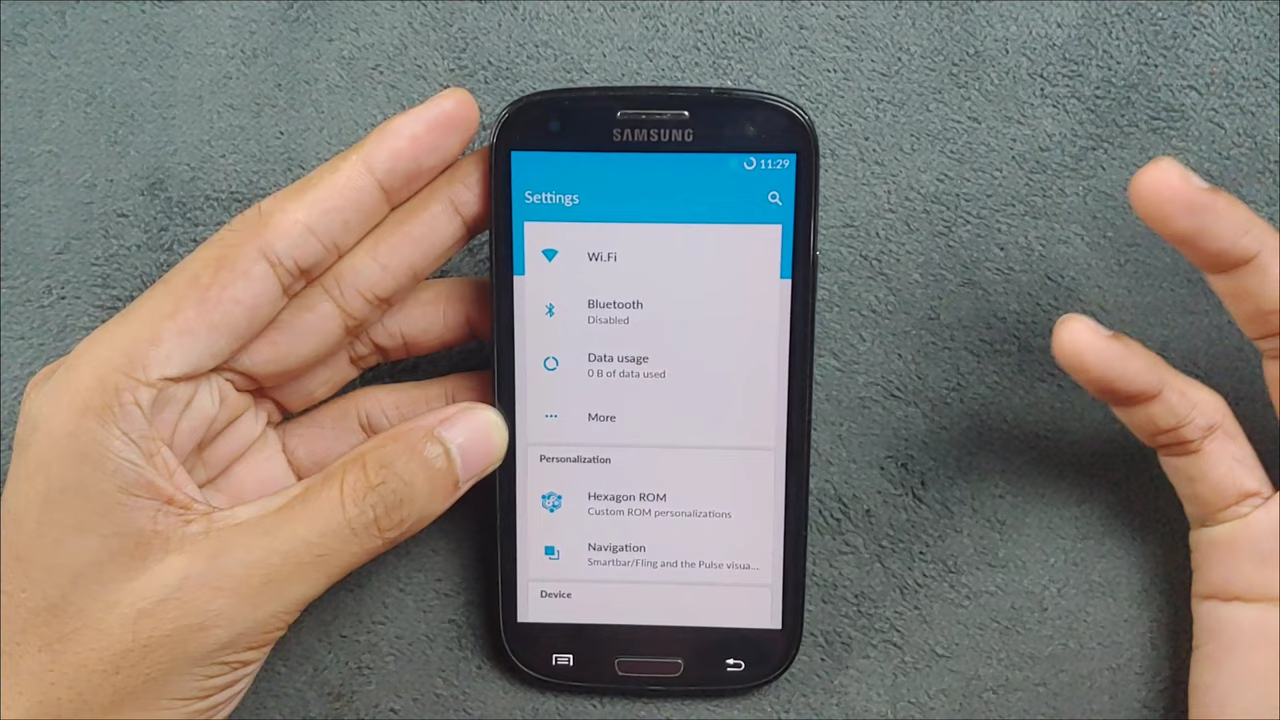 SAMSUNG
11:29
Settings
Wi-Fi
Bluetooth
Disabled
Data usage
0 B of data used
More
Personalization
Hexagon ROM
Custom ROM personalizations
Navigation
Smartbar/Fling and the Pulse visua...
Device